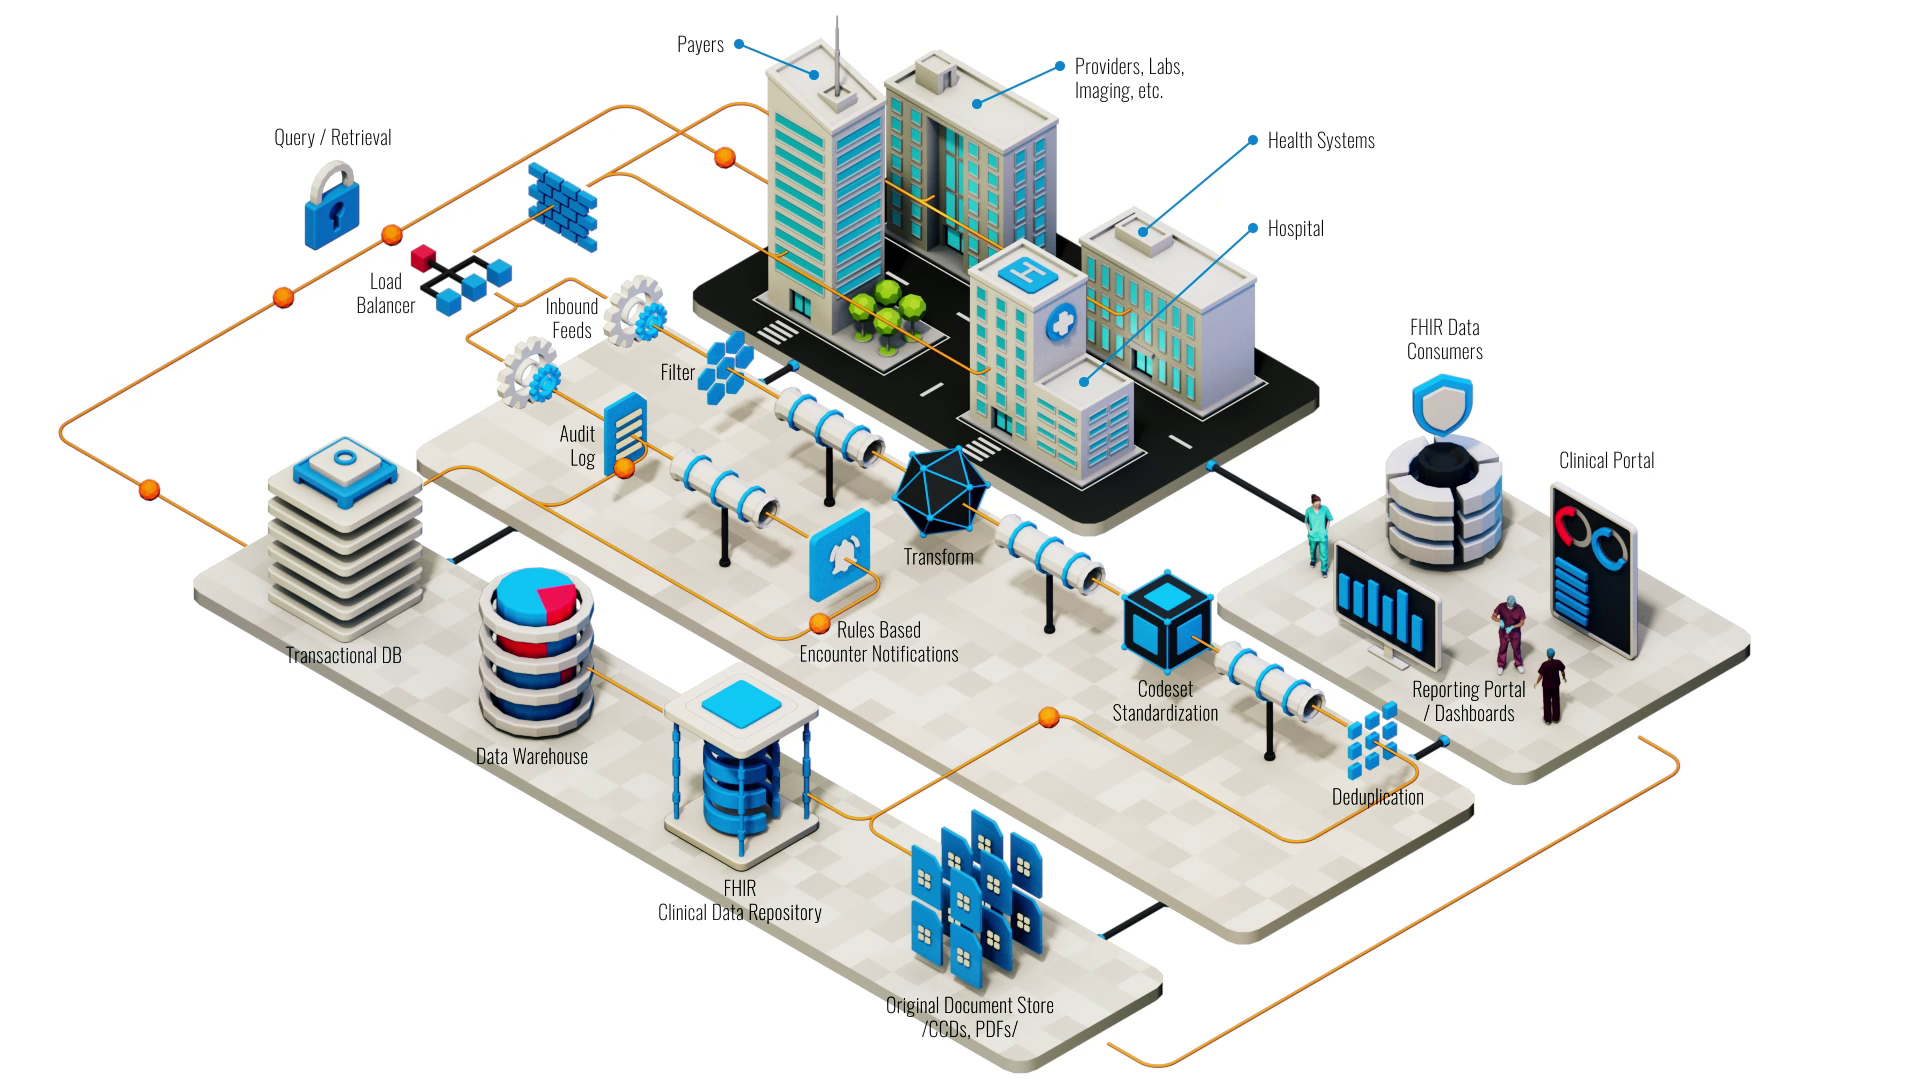 Payers
Providers, Labs,
Imaging, etc.
Query / Retrieval
Health Systems
Hospital
Load
Balancer
Inbound
Feeds
FHIR Data
Consumers
Filter
Audit
Log
Clinical Portal
Transform
Rules Based
Encounter Notifications
Transactional DB
Codeset
Standardization
Reporting Portal
/ Dashboards
Data Warehouse
Deduplication
FHIR
Clinical Data Repository
Original Document Store
/CCDs, PDFs/
H